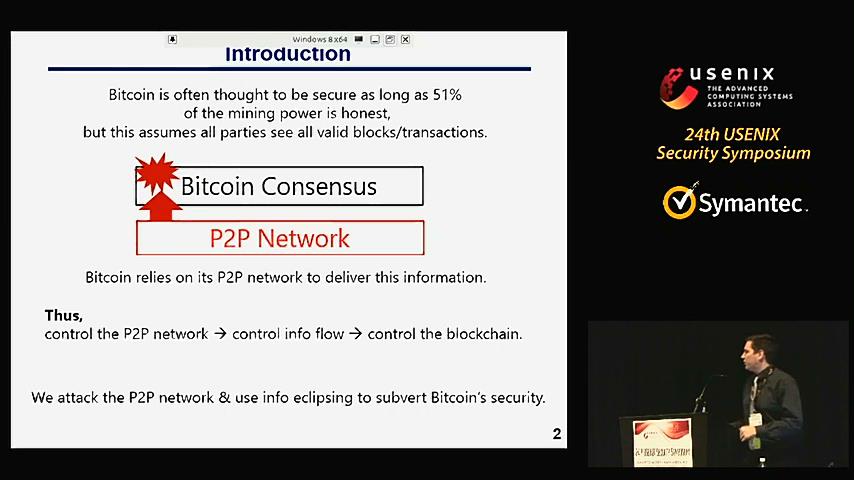 Windows 8 x64
Introduction
Bitcoin is often thought to be secure as long as 51%
of the mining power is honest,
but this assumes all parties see all valid blocks/transactions.
Bitcoin Consensus
P2P Network
Bitcoin relies on its P2P network to deliver this information.
Thus,
control the P2P network → control info flow → control the blockchain.
We attack the P2P network & use info eclipsing to subvert Bitcoin's security.
2
usenix
THE ADVANCED
COMPUTING SYSTEMS
ASSOCIATION
24th USENIX
Security Symposium
Symantec.